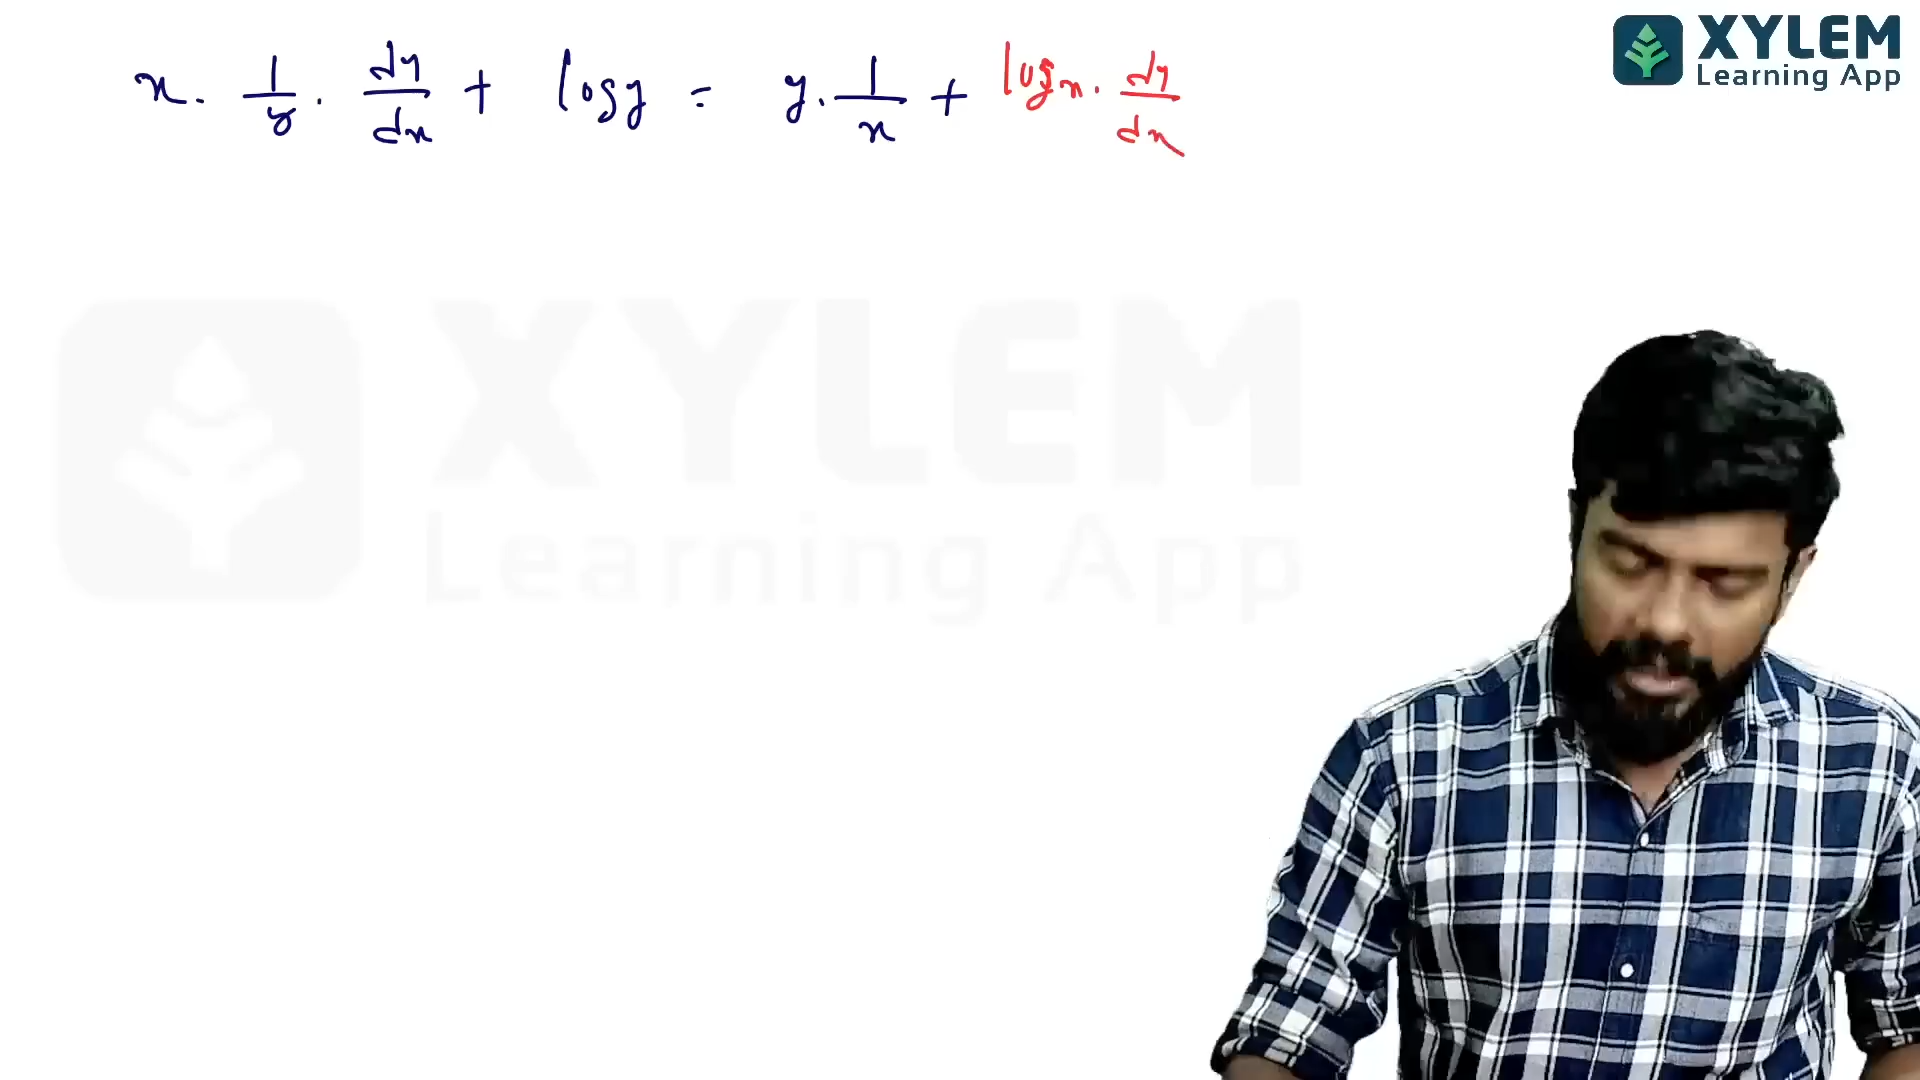 XYLEM
Learning App
x · 1/y · dy/dx + log y = y · 1/x + log x · dy/dx
XYLEM
Learning App